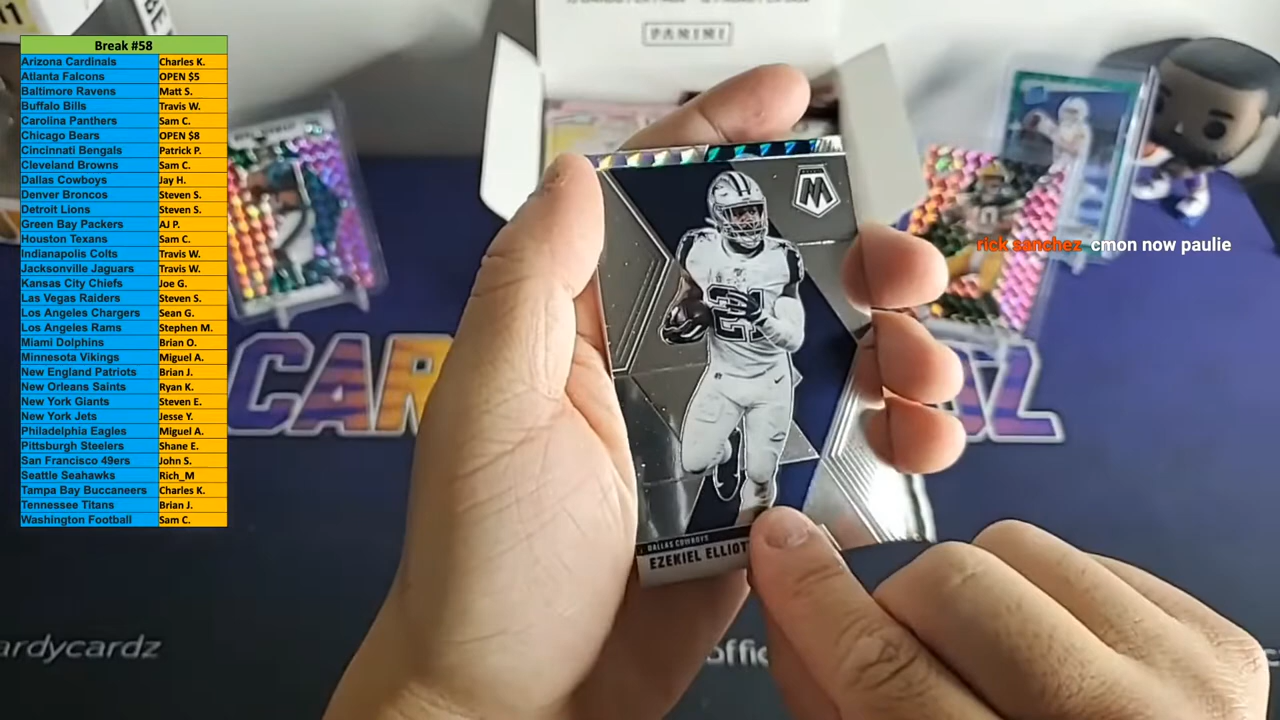 PANINI
Break #58
Arizona Cardinals Charles K.
Atlanta Falcons OPEN $5
Baltimore Ravens Matt S.
Buffalo Bills Travis W.
Carolina Panthers Sam C.
Chicago Bears OPEN $8
Cincinnati Bengals Patrick P.
Cleveland Browns Sam C.
Dallas Cowboys Jay H.
Denver Broncos Steven S.
Detroit Lions Steven S.
Green Bay Packers AJ P.
Houston Texans Sam C.
Indianapolis Colts Travis W.
Jacksonville Jaguars Travis W.
Kansas City Chiefs Joe G.
Las Vegas Raiders Steven S.
Los Angeles Chargers Sean G.
Los Angeles Rams Stephen M.
Miami Dolphins Brian O.
Minnesota Vikings Miguel A.
New England Patriots Brian J.
New Orleans Saints Ryan K.
New York Giants Steven E.
New York Jets Jesse Y.
Philadelphia Eagles Miguel A.
Pittsburgh Steelers Shane E.
San Francisco 49ers John S.
Seattle Seahawks Rich_M
Tampa Bay Buccaneers Charles K.
Tennessee Titans Brian J.
Washington Football Sam C.
M
21
rick sanchez cmon now paulie
CAR
DZ
DALLAS COWBOYS
EZEKIEL ELLIOT
ardycardz
offic